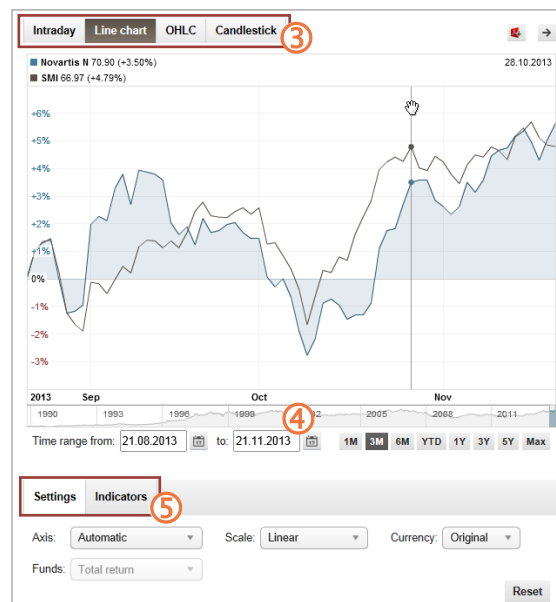 Intraday Line chart OHLC Candlestick
3
Novartis N 70.90 (+3.50%) 28.10.2013
SMI 66.97 (+4.79%)
+6%
+5%
+4%
+3%
+2%
+1%
0%
-1%
-2%
-3%
2013 Sep Oct Nov
1990 1993 1996 1999 2002 2005 2008 2011
4
Time range from: 21.08.2013 to: 21.11.2013 1M 3M 6M YTD 1Y 3Y 5Y Max
Settings Indicators
5
Axis: Automatic Scale: Linear Currency: Original
Funds: Total return
Reset